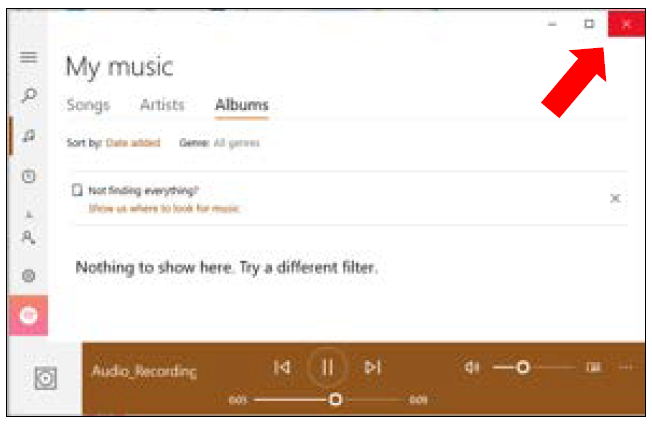 My music
Songs Artists Albums
Sort by: Date added Genre: All genres
Not finding everything?
Show us where to look for music
Nothing to show here. Try a different filter.
Audio_Recording
0:05 0:05